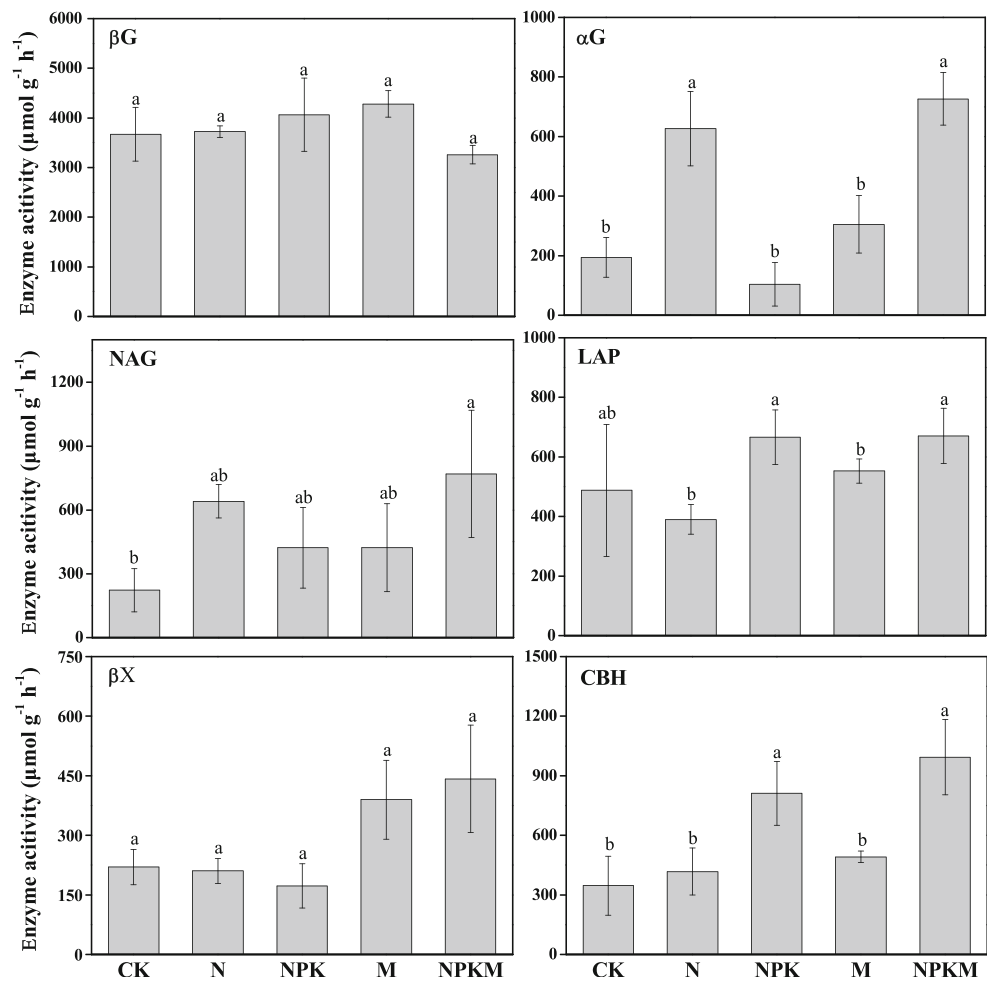 βG
6000
5000
4000
3000
2000
1000
0
Enzyme acitivity (μmol g⁻¹ h⁻¹)
a
a
a
a
a
αG
1000
800
600
400
200
0
b
a
b
b
a
NAG
1200
900
600
300
0
Enzyme acitivity (μmol g⁻¹ h⁻¹)
b
ab
ab
ab
a
LAP
1000
800
600
400
200
0
ab
b
a
b
a
βX
750
600
450
300
150
0
Enzyme acitivity (μmol g⁻¹ h⁻¹)
a
a
a
a
a
CK N NPK M NPKM
CBH
1500
1200
900
600
300
0
b
b
a
b
a
CK N NPK M NPKM